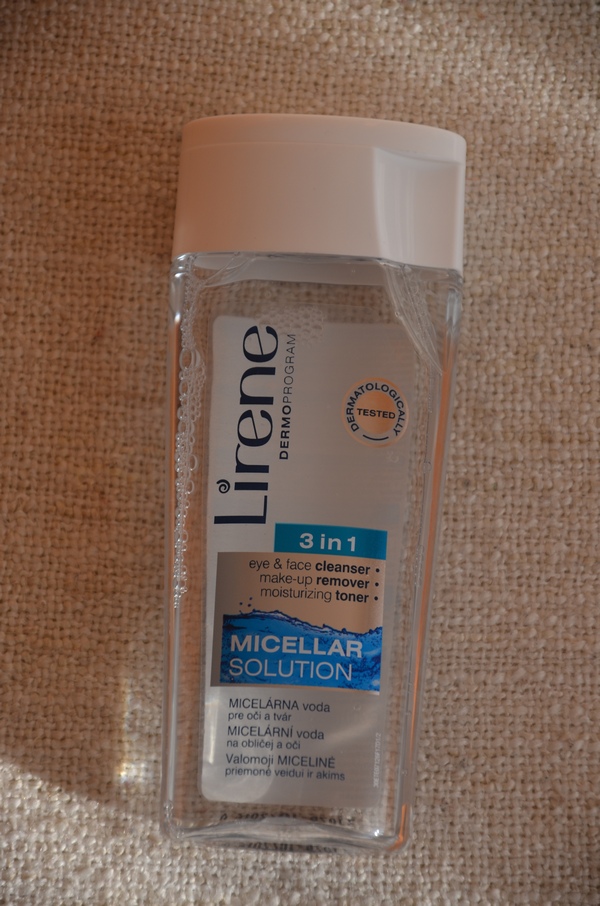 Lirene
DERMOPROGRAM
DERMATOLOGICALLY
TESTED
3 in 1
eye & face cleanser •
make-up remover •
moisturizing toner •
MICELLAR
SOLUTION
MICELÁRNA voda
pre oči a tvár
MICELÁRNÍ voda
na obličej a oči
Valomoji MICELINĖ
priemonė veidui ir akims